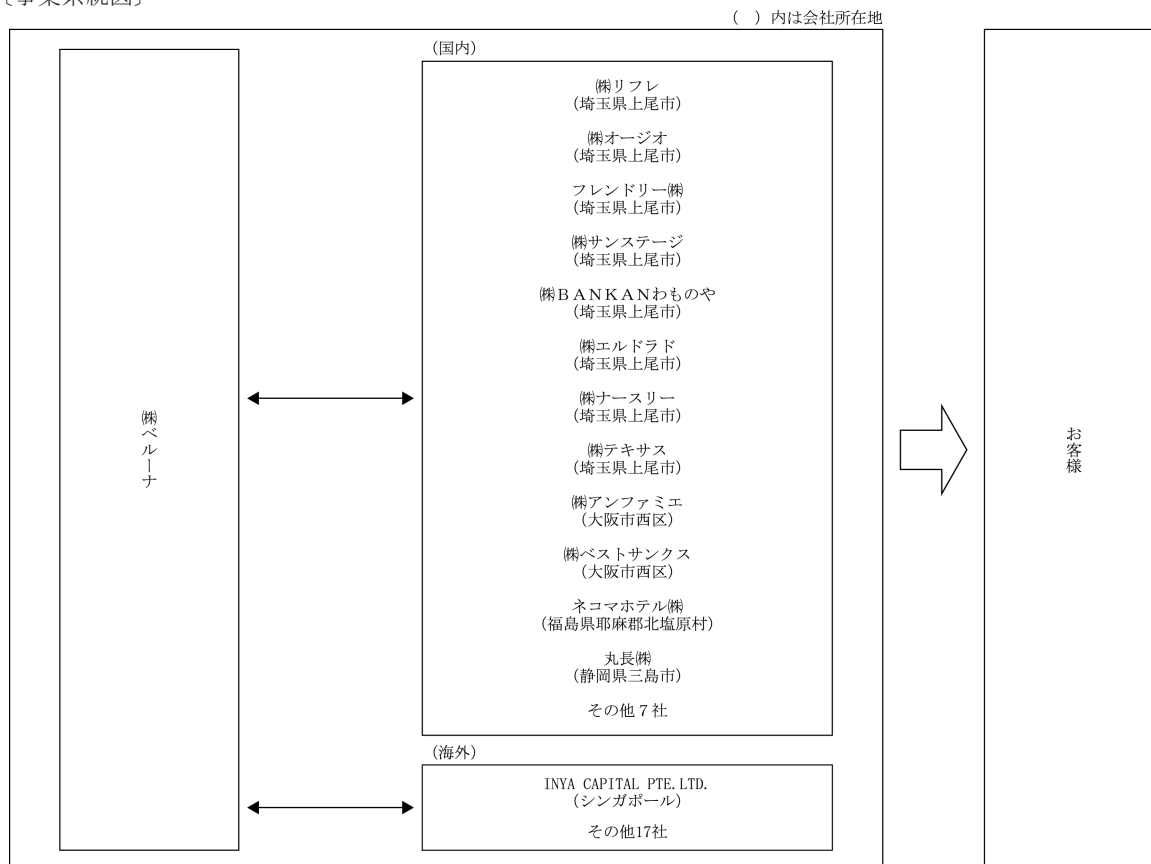 〔事業系統図〕
（　）内は会社所在地
（国内）
㈱リフレ
（埼玉県上尾市）
㈱オージオ
（埼玉県上尾市）
フレンドリー㈱
（埼玉県上尾市）
㈱サンステージ
（埼玉県上尾市）
㈱ＢＡＮＫＡＮわものや
（埼玉県上尾市）
㈱エルドラド
（埼玉県上尾市）
㈱ナースリー
（埼玉県上尾市）
㈱テキサス
（埼玉県上尾市）
㈱アンファミエ
（大阪市西区）
㈱ベストサンクス
（大阪市西区）
ネコマホテル㈱
（福島県耶麻郡北塩原村）
丸長㈱
（静岡県三島市）
その他７社
㈱ベルーナ
お客様
（海外）
INYA CAPITAL PTE.LTD.
（シンガポール）
その他17社